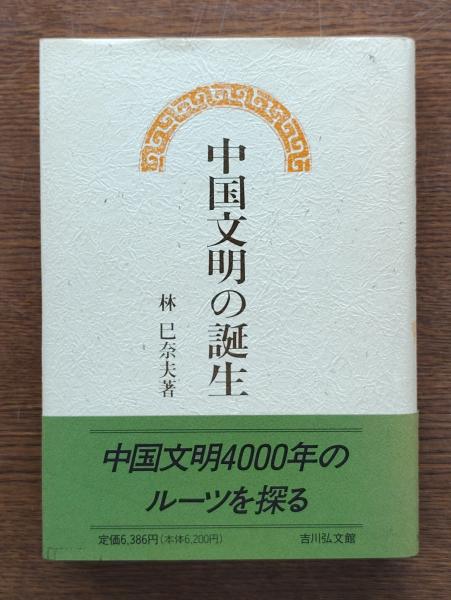 中国文明の誕生
林 巳奈夫著
中国文明4000年の
ルーツを探る
定価6,386円(本体6,200円)
吉川弘文館